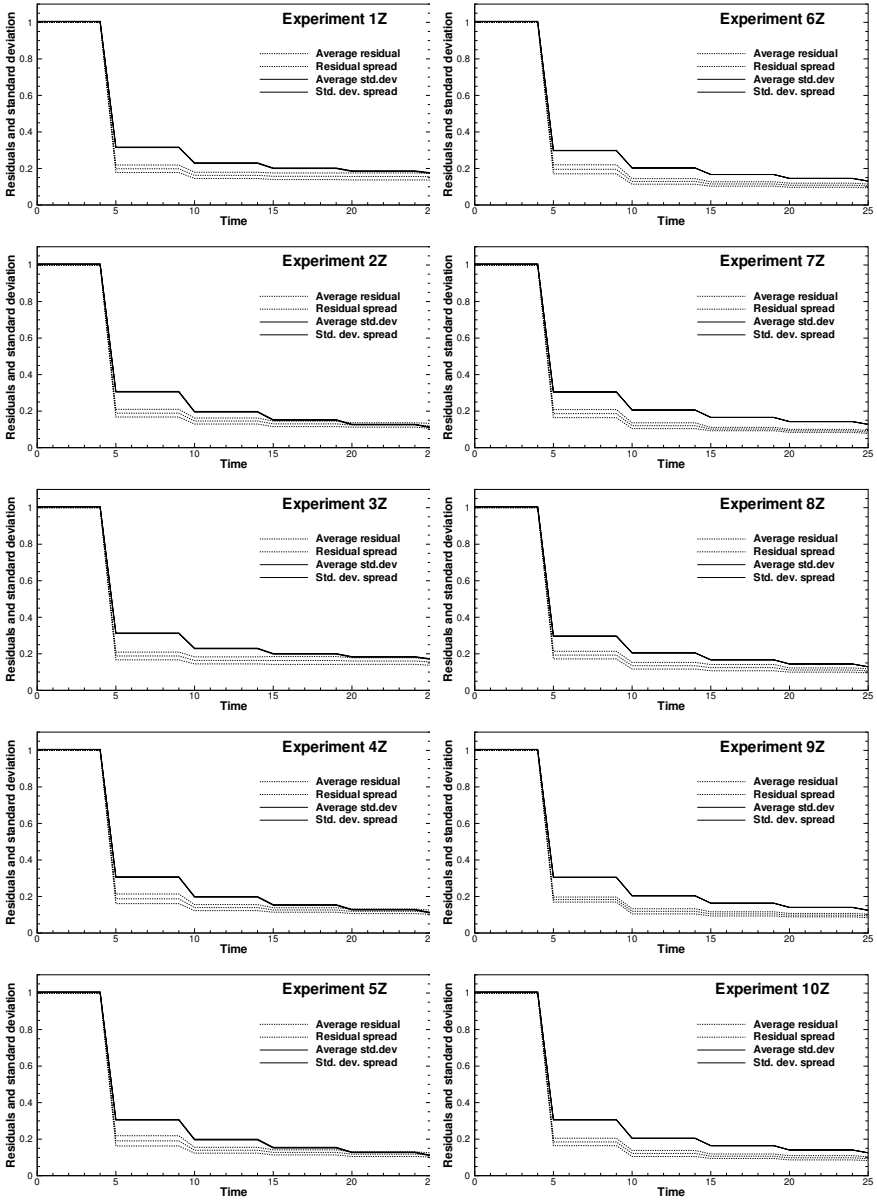 Experiment 1Z
Average residual
Residual spread
Average std.dev
Std. dev. spread
Residuals and standard deviation
1
0.8
0.6
0.4
0.2
0
0 5 10 15 20 2
Time
Experiment 6Z
Average residual
Residual spread
Average std.dev
Std. dev. spread
Residuals and standard deviation
1
0.8
0.6
0.4
0.2
0
0 5 10 15 20 25
Time
Experiment 2Z
Average residual
Residual spread
Average std.dev
Std. dev. spread
Residuals and standard deviation
1
0.8
0.6
0.4
0.2
0
0 5 10 15 20 2
Time
Experiment 7Z
Average residual
Residual spread
Average std.dev
Std. dev. spread
Residuals and standard deviation
1
0.8
0.6
0.4
0.2
0
0 5 10 15 20 25
Time
Experiment 3Z
Average residual
Residual spread
Average std.dev
Std. dev. spread
Residuals and standard deviation
1
0.8
0.6
0.4
0.2
0
0 5 10 15 20 2
Time
Experiment 8Z
Average residual
Residual spread
Average std.dev
Std. dev. spread
Residuals and standard deviation
1
0.8
0.6
0.4
0.2
0
0 5 10 15 20 25
Time
Experiment 4Z
Average residual
Residual spread
Average std.dev
Std. dev. spread
Residuals and standard deviation
1
0.8
0.6
0.4
0.2
0
0 5 10 15 20 2
Time
Experiment 9Z
Average residual
Residual spread
Average std.dev
Std. dev. spread
Residuals and standard deviation
1
0.8
0.6
0.4
0.2
0
0 5 10 15 20 25
Time
Experiment 5Z
Average residual
Residual spread
Average std.dev
Std. dev. spread
Residuals and standard deviation
1
0.8
0.6
0.4
0.2
0
0 5 10 15 20 2
Time
Experiment 10Z
Average residual
Residual spread
Average std.dev
Std. dev. spread
Residuals and standard deviation
1
0.8
0.6
0.4
0.2
0
0 5 10 15 20 25
Time